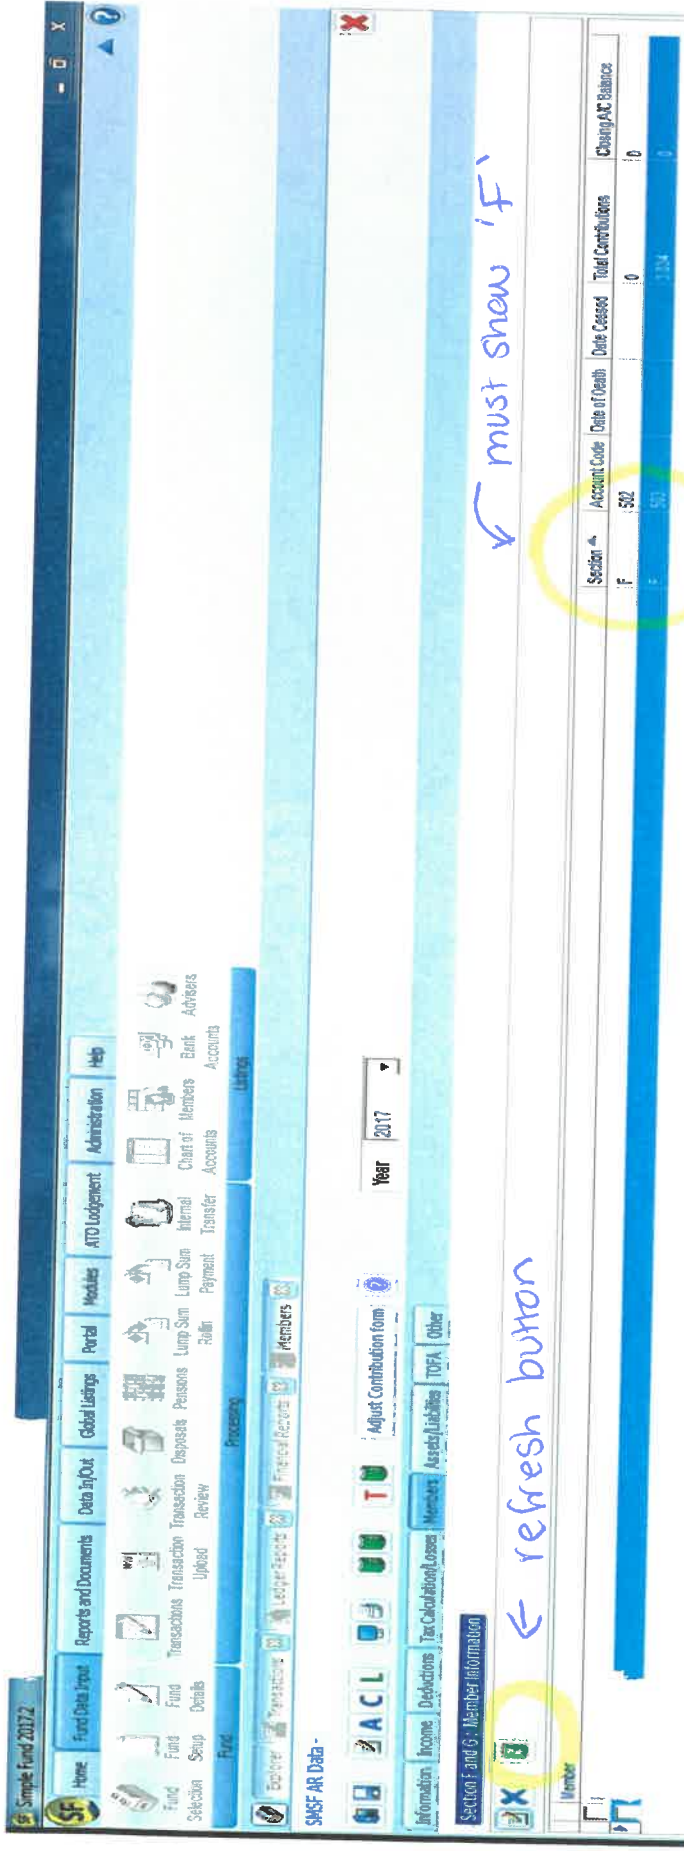 Simple Fund 2017.2
Home Fund Data Input Reports and Documents Data In/Out Global Listings Portal Modules ATO Lodgement Administration Help
Fund Selection
Fund Setup
Fund Details
Transactions
Transaction Upload
Transaction Review
Disposals
Pensions
Lump Sum Rollin
Lump Sum Payment
Internal Transfer
Chart of Accounts
Members
Bank Accounts
Advisers
Fund Processing Listings
Explorer Transactions Ledger Reports Financial Reports Members
SMSF AR Data -
A C L T Adjust Contribution form Year 2017
Information Income Deductions Tax Calculation/Losses Members Assets/Liabilities TOFA Other
Section F and G : Member Information
← refresh button
must show 'F'
Member Section Account Code Date of Death Date Ceased Total Contributions Closing A/C Balance
F 502 0 0
F 503 0